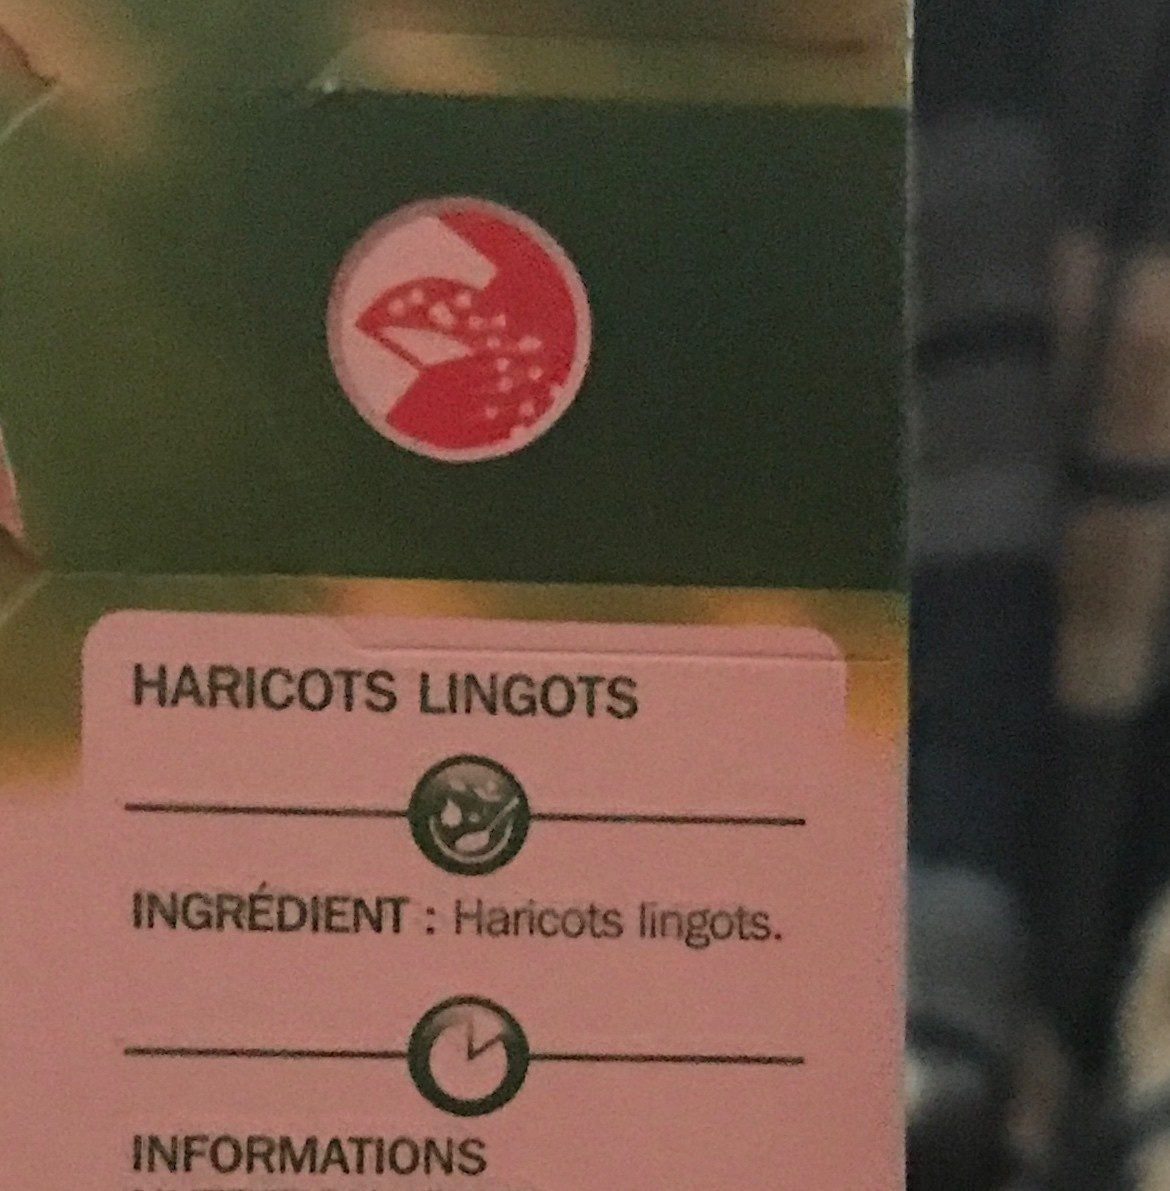 HARICOTS LINGOTS
INGRÉDIENT : Haricots lingots.
INFORMATIONS